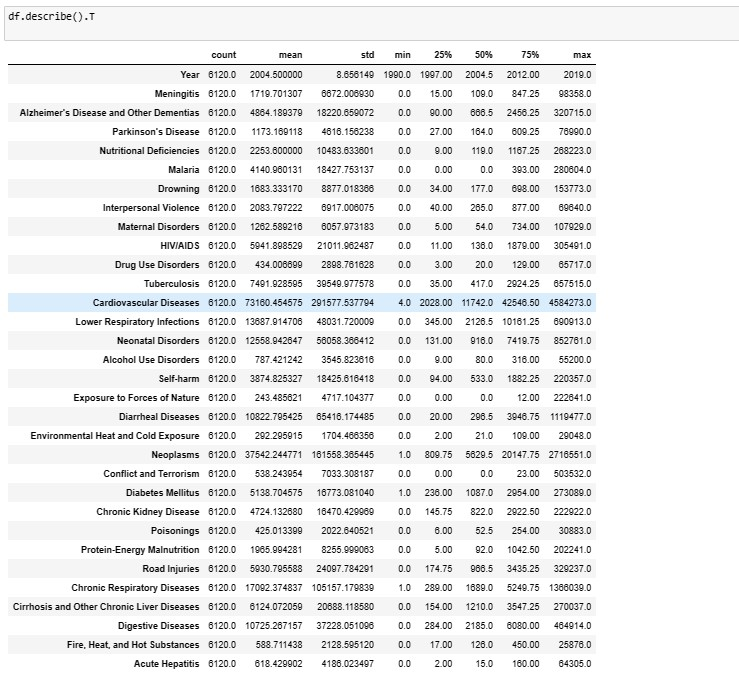 df.describe().T
count mean std min 25% 50% 75% max
Year 6120.0 2004.500000 8.656149 1990.0 1997.00 2004.5 2012.00 2019.0
Meningitis 6120.0 1719.701307 6672.006930 0.0 15.00 109.0 847.25 98358.0
Alzheimer's Disease and Other Dementias 6120.0 4864.189379 18220.659072 0.0 90.00 666.5 2456.25 320715.0
Parkinson's Disease 6120.0 1173.169118 4616.156238 0.0 27.00 164.0 609.25 76990.0
Nutritional Deficiencies 6120.0 2253.600000 10483.633601 0.0 9.00 119.0 1167.25 268223.0
Malaria 6120.0 4140.960131 18427.753137 0.0 0.00 0.0 393.00 280604.0
Drowning 6120.0 1683.333170 8877.018366 0.0 34.00 177.0 698.00 153773.0
Interpersonal Violence 6120.0 2083.797222 6917.006075 0.0 40.00 265.0 877.00 69640.0
Maternal Disorders 6120.0 1262.589216 6057.973183 0.0 5.00 54.0 734.00 107929.0
HIV/AIDS 6120.0 5941.898529 21011.962487 0.0 11.00 136.0 1879.00 305491.0
Drug Use Disorders 6120.0 434.006699 2898.761628 0.0 3.00 20.0 129.00 65717.0
Tuberculosis 6120.0 7491.928595 39549.977578 0.0 35.00 417.0 2924.25 657515.0
Cardiovascular Diseases 6120.0 73160.454575 291577.537794 4.0 2028.00 11742.0 42546.50 4584273.0
Lower Respiratory Infections 6120.0 13687.914706 48031.720009 0.0 345.00 2126.5 10161.25 690913.0
Neonatal Disorders 6120.0 12558.942647 56058.366412 0.0 131.00 916.0 7419.75 852761.0
Alcohol Use Disorders 6120.0 787.421242 3545.823616 0.0 9.00 80.0 316.00 55200.0
Self-harm 6120.0 3874.825327 18425.616418 0.0 94.00 533.0 1882.25 220357.0
Exposure to Forces of Nature 6120.0 243.485621 4717.104377 0.0 0.00 0.0 12.00 222641.0
Diarrheal Diseases 6120.0 10822.795425 65416.174485 0.0 20.00 296.5 3946.75 1119477.0
Environmental Heat and Cold Exposure 6120.0 292.295915 1704.466356 0.0 2.00 21.0 109.00 29048.0
Neoplasms 6120.0 37542.244771 161558.365445 1.0 809.75 5629.5 20147.75 2716551.0
Conflict and Terrorism 6120.0 538.243954 7033.308187 0.0 0.00 0.0 23.00 503532.0
Diabetes Mellitus 6120.0 5138.704575 16773.081040 1.0 236.00 1087.0 2954.00 273089.0
Chronic Kidney Disease 6120.0 4724.132680 16470.429969 0.0 145.75 822.0 2922.50 222922.0
Poisonings 6120.0 425.013399 2022.640521 0.0 6.00 52.5 254.00 30883.0
Protein-Energy Malnutrition 6120.0 1965.994281 8255.999063 0.0 5.00 92.0 1042.50 202241.0
Road Injuries 6120.0 5930.795588 24097.784291 0.0 174.75 966.5 3435.25 329237.0
Chronic Respiratory Diseases 6120.0 17092.374837 105157.179839 1.0 289.00 1689.0 5249.75 1366039.0
Cirrhosis and Other Chronic Liver Diseases 6120.0 6124.072059 20688.118580 0.0 154.00 1210.0 3547.25 270037.0
Digestive Diseases 6120.0 10725.267157 37228.051096 0.0 284.00 2185.0 6080.00 464914.0
Fire, Heat, and Hot Substances 6120.0 588.711438 2128.595120 0.0 17.00 126.0 450.00 25876.0
Acute Hepatitis 6120.0 618.429902 4186.023497 0.0 2.00 15.0 160.00 64305.0